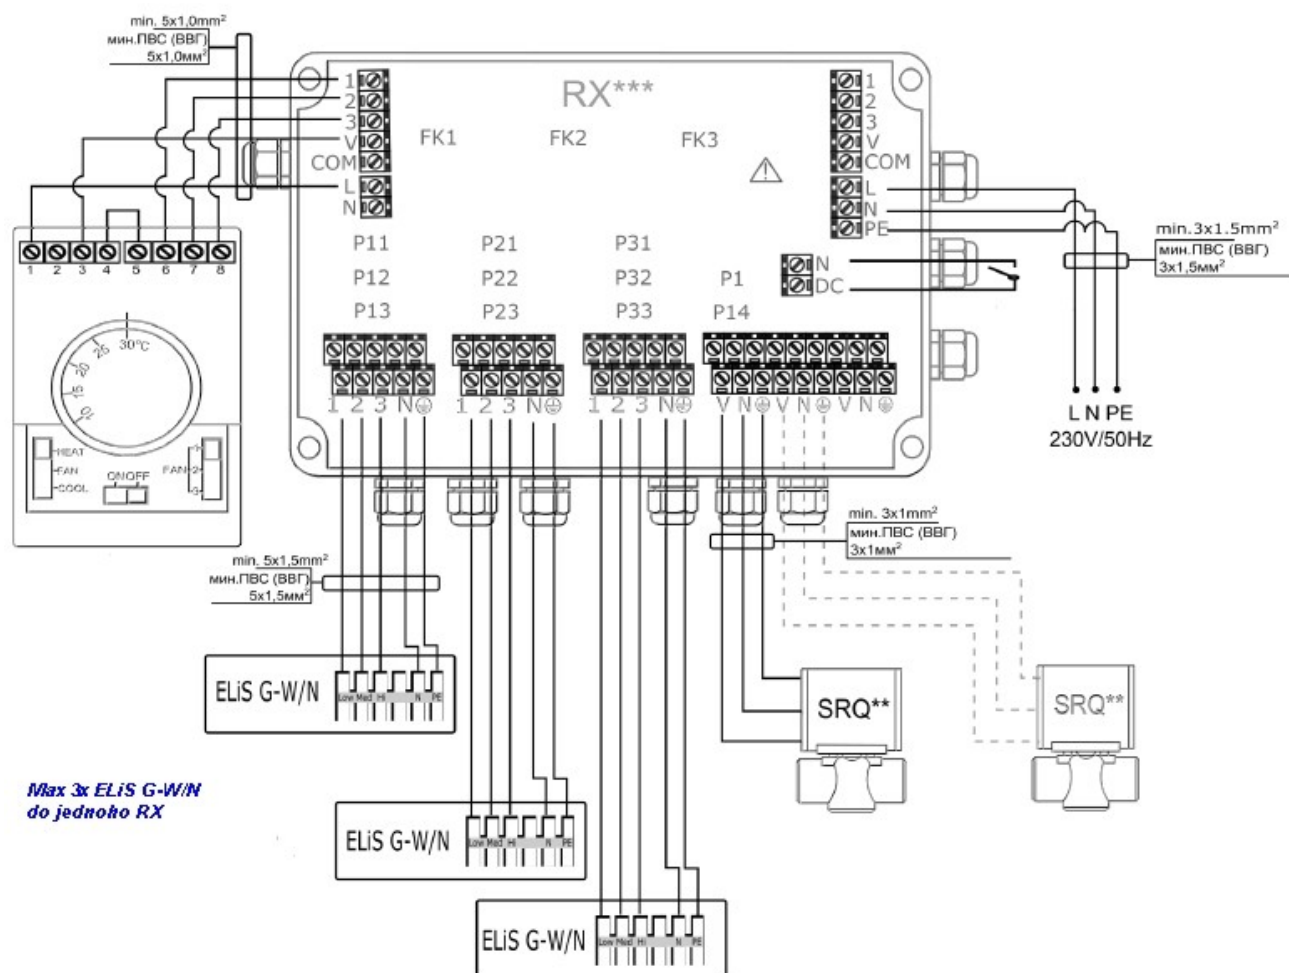 min. 5x1,0mm²
мин.ПВС (ВВГ)
5x1,0мм²
RX***
FK1
FK2
FK3
1
2
3
V
COM
L
N
1
2
3
V
COM
L
N
PE
N
DC
P11
P12
P13
P21
P22
P23
P31
P32
P33
P1
P14
min.3x1.5mm²
мин.ПВС (ВВГ)
3x1,5мм²
L N PE
230V/50Hz
1 2 3 4 5 6 7 8
10
15
20
25
30°C
HEAT
FAN
COOL
ONOFF
FAN
1
2
3
1 2 3 N
1 2 3 N
1 2 3 N
V N V N V N
min. 5x1,5mm²
мин.ПВС (ВВГ)
5x1,5мм²
min. 3x1mm²
мин.ПВС (ВВГ)
3x1мм²
ELiS G-W/N
Low Med Hi N PE
SRQ**
SRQ**
Max 3x ELiS G-W/N
do jednoho RX
ELiS G-W/N
Low Med Hi N PE
ELiS G-W/N
Low Med Hi N PE